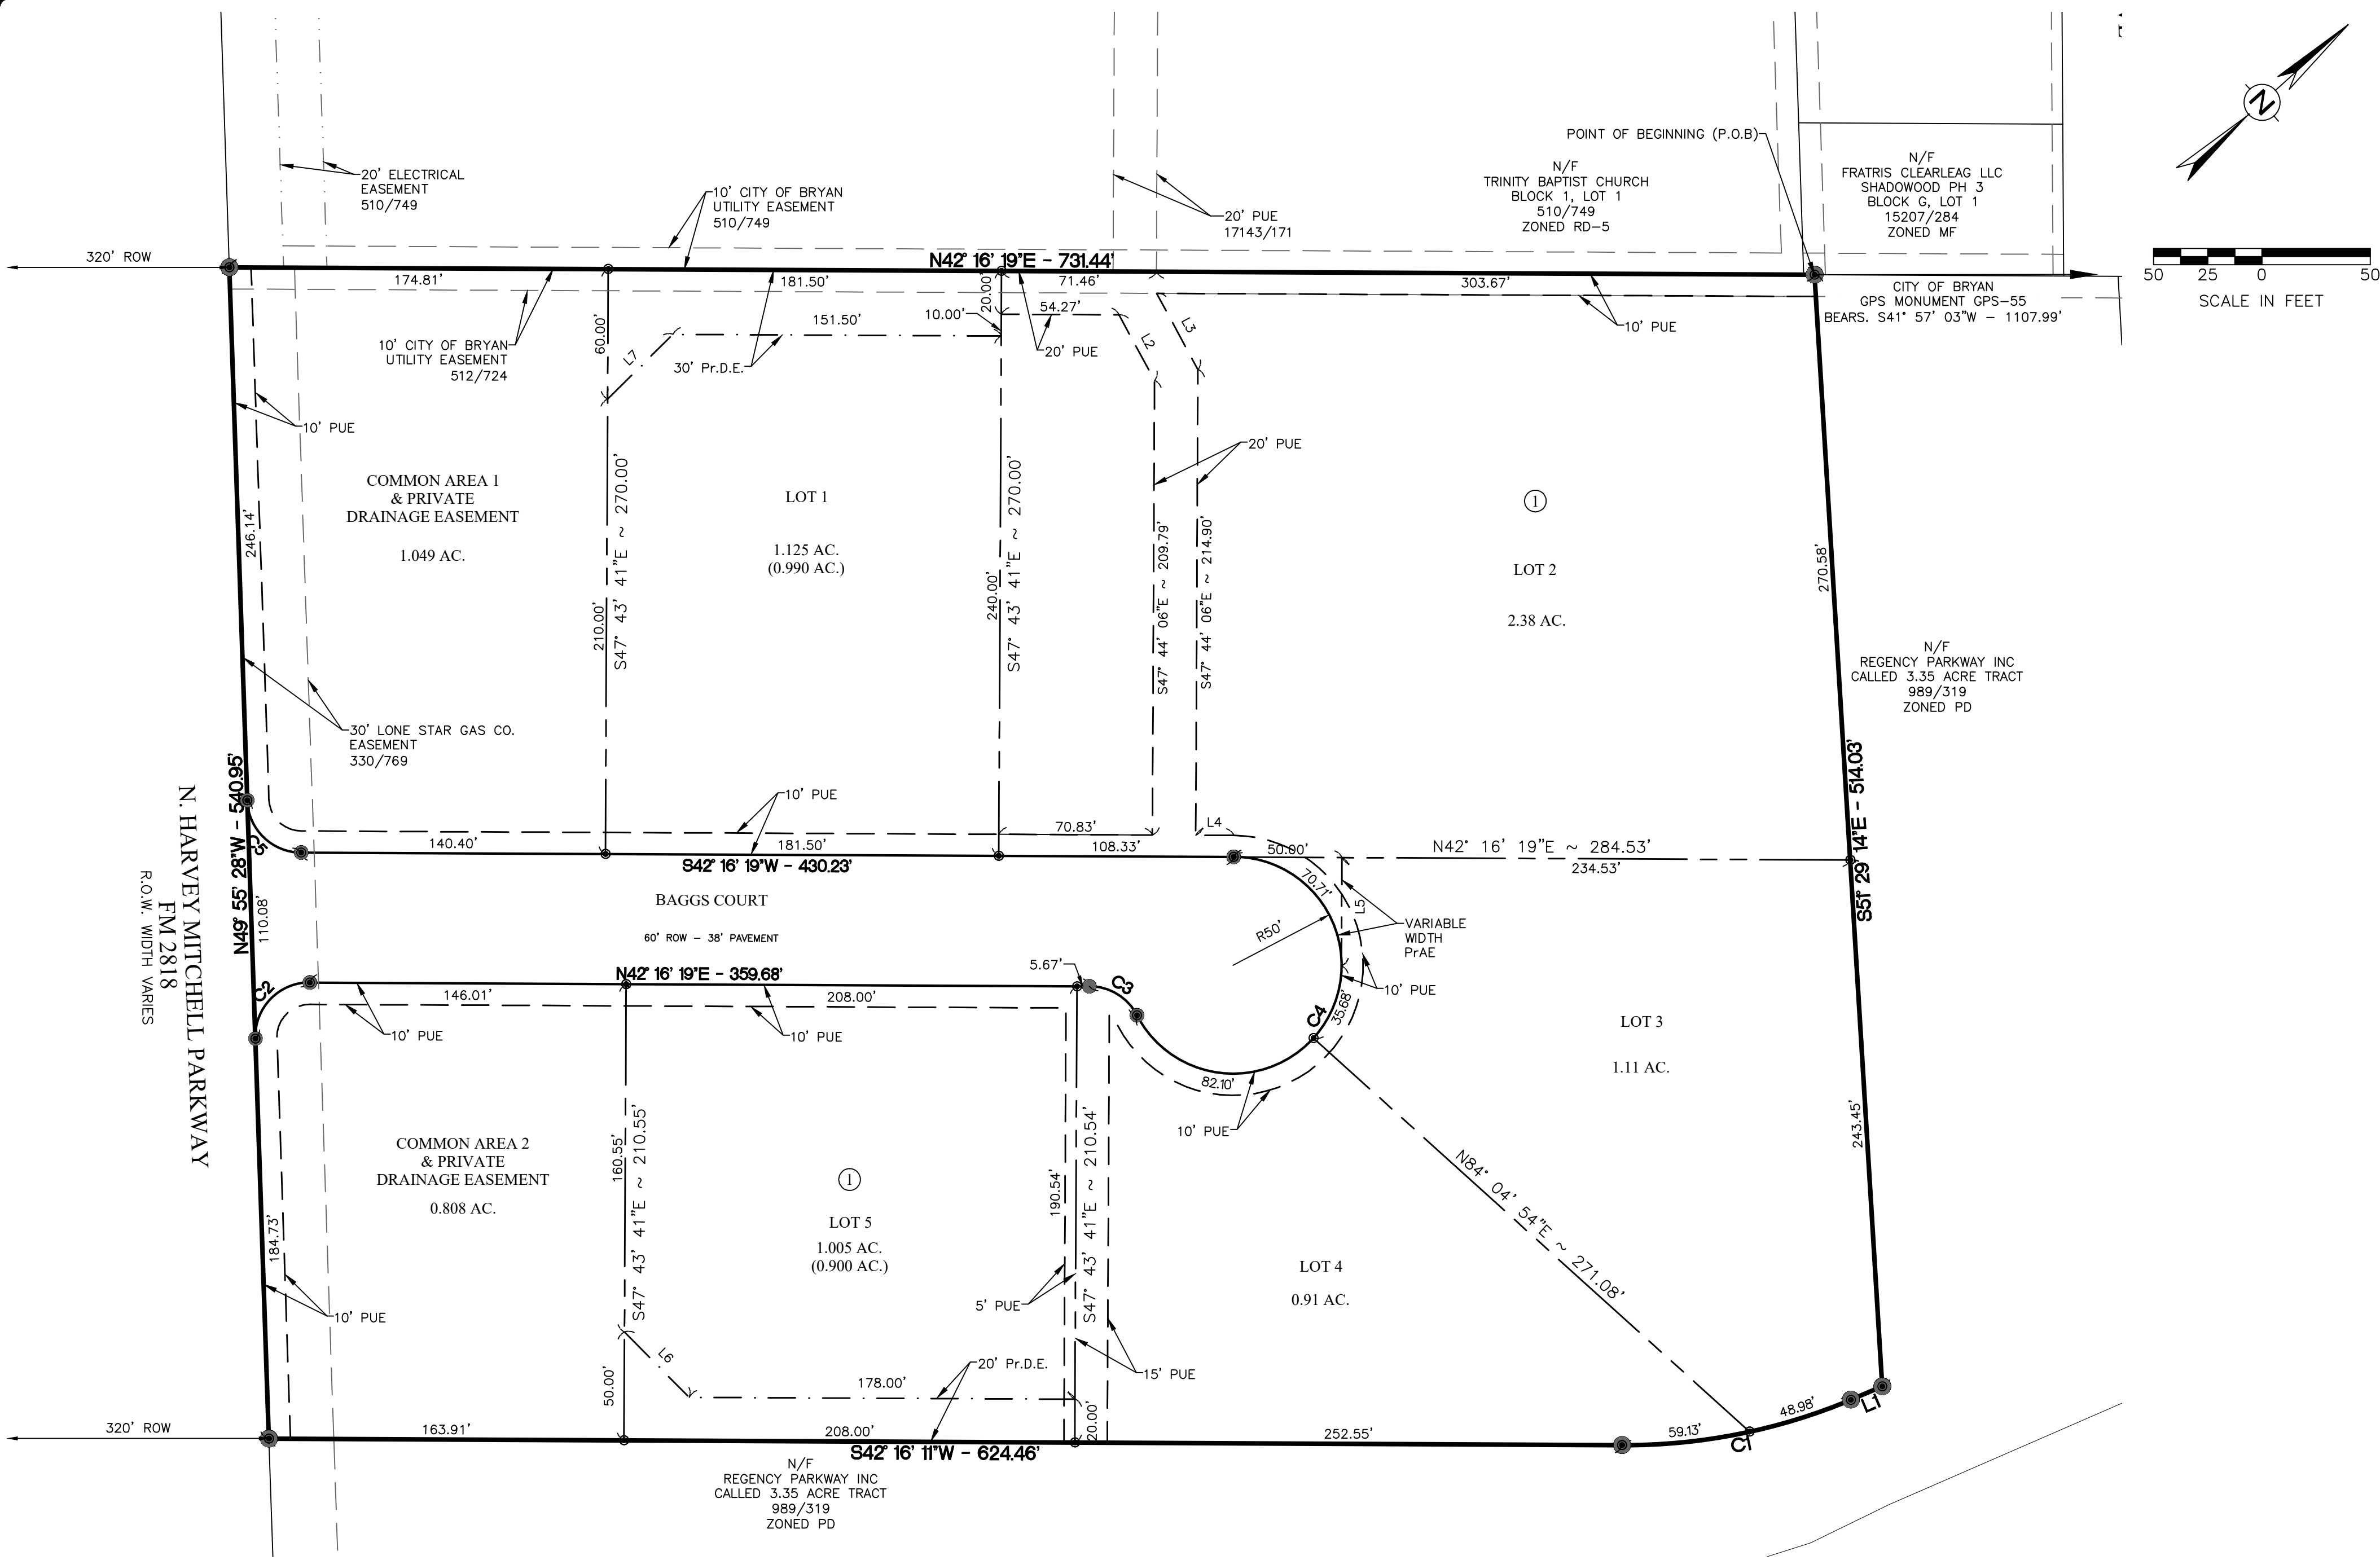 POINT OF BEGINNING (P.O.B)
N
N/F
FRATRIS CLEARLEAG LLC
SHADOWOOD PH 3
BLOCK G, LOT 1
15207/284
ZONED MF
N/F
TRINITY BAPTIST CHURCH
BLOCK 1, LOT 1
510/749
ZONED RD-5
20' ELECTRICAL
EASEMENT
510/749
10' CITY OF BRYAN
UTILITY EASEMENT
510/749
20' PUE
17143/171
320' ROW
N42° 16' 19"E - 731.44'
174.81'
181.50'
71.46'
303.67'
50 25 0 50
SCALE IN FEET
CITY OF BRYAN
GPS MONUMENT GPS-55
BEARS. S41° 57' 03"W - 1107.99'
10' CITY OF BRYAN
UTILITY EASEMENT
512/724
60.00'
L7
30' Pr.D.E.
151.50'
10.00'
20.00'
54.27'
20' PUE
L2
L3
10' PUE
10' PUE
20' PUE
COMMON AREA 1
& PRIVATE
DRAINAGE EASEMENT
1.049 AC.
LOT 1
1.125 AC.
(0.990 AC.)
1
LOT 2
2.38 AC.
246.14'
210.00'
S47° 43' 41"E ~ 270.00'
240.00'
S47° 43' 41"E ~ 270.00'
S47° 44' 06"E ~ 209.79'
S47° 44' 06"E ~ 214.90'
270.58'
N/F
REGENCY PARKWAY INC
CALLED 3.35 ACRE TRACT
989/319
ZONED PD
30' LONE STAR GAS CO.
EASEMENT
330/769
10' PUE
C5
140.40'
181.50'
70.83'
108.33'
L4
50.00'
N42° 16' 19"E ~ 284.53'
234.53'
S42° 16' 19"W - 430.23'
S51° 29' 14"E - 514.03'
N49° 55' 28"W - 540.95'
110.08'
N. HARVEY MITCHELL PARKWAY
FM 2818
R.O.W. WIDTH VARIES
BAGGS COURT
60' ROW - 38' PAVEMENT
70.71'
R50'
L5
VARIABLE
WIDTH
PrAE
10' PUE
35.68'
C4
C2
N42° 16' 19"E - 359.68'
5.67'
C3
146.01'
208.00'
10' PUE
10' PUE
82.10'
10' PUE
LOT 3
1.11 AC.
243.45'
N84° 04' 54"E ~ 271.08'
COMMON AREA 2
& PRIVATE
DRAINAGE EASEMENT
0.808 AC.
160.55'
S47° 43' 41"E ~ 210.55'
1
LOT 5
1.005 AC.
(0.900 AC.)
190.54'
S47° 43' 41"E ~ 210.54'
5' PUE
15' PUE
LOT 4
0.91 AC.
184.73'
10' PUE
L6
50.00'
178.00'
20' Pr.D.E.
20.00'
320' ROW
163.91'
208.00'
252.55'
59.13'
C1
48.98'
L1
S42° 16' 11"W - 624.46'
N/F
REGENCY PARKWAY INC
CALLED 3.35 ACRE TRACT
989/319
ZONED PD